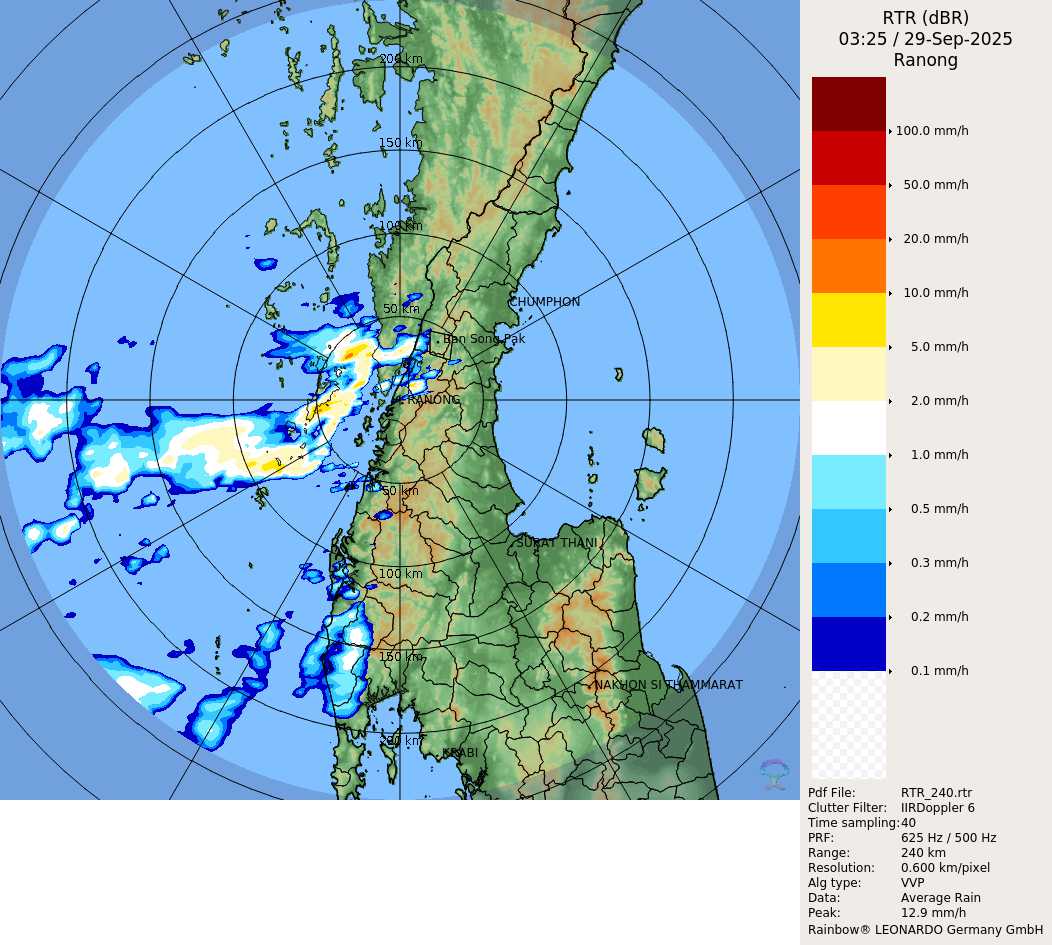 RTR (dBR)
03:25 / 29-Sep-2025
Ranong
100.0 mm/h
50.0 mm/h
20.0 mm/h
10.0 mm/h
5.0 mm/h
2.0 mm/h
1.0 mm/h
0.5 mm/h
0.3 mm/h
0.2 mm/h
0.1 mm/h
Pdf File: RTR_240.rtr
Clutter Filter: IIRDoppler 6
Time sampling:40
PRF: 625 Hz / 500 Hz
Range: 240 km
Resolution: 0.600 km/pixel
Alg type: VVP
Data: Average Rain
Peak: 12.9 mm/h
Rainbow® LEONARDO Germany GmbH
200 km
150 km
100 km
CHUMPHON
50 km
Ban Song Pak
RANONG
50 km
SURAT THANI
100 km
150 km
NAKHON SI THAMMARAT
200 km
KRABI